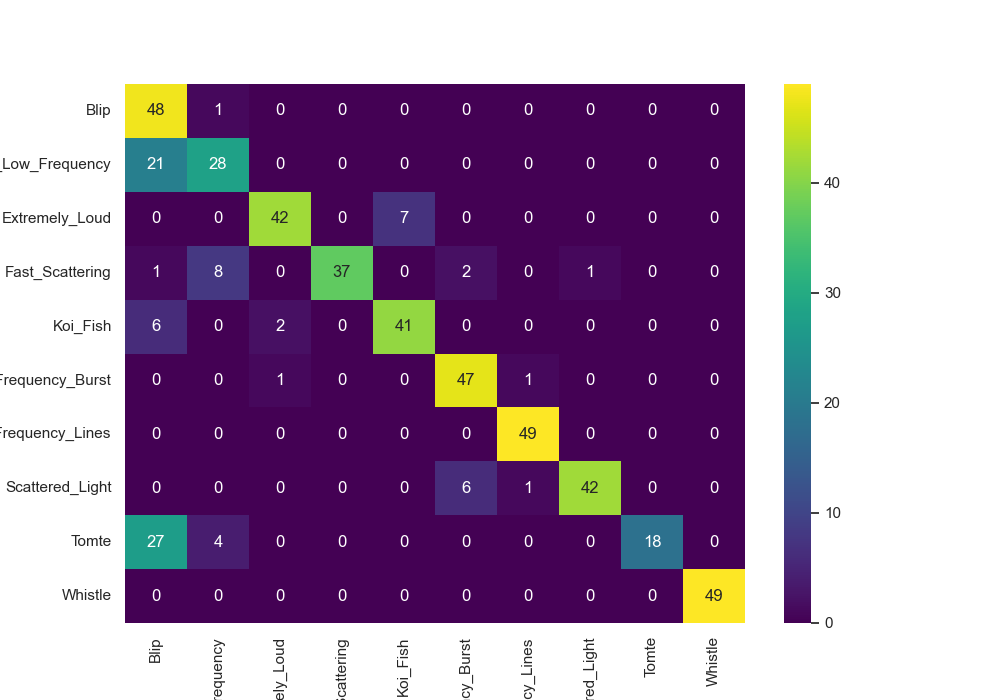 Blip 48 1 0 0 0 0 0 0 0 0
_Low_Frequency 21 28 0 0 0 0 0 0 0 0
40
Extremely_Loud 0 0 42 0 7 0 0 0 0 0
Fast_Scattering 1 8 0 37 0 2 0 1 0 0
30
Koi_Fish 6 0 2 0 41 0 0 0 0 0
Frequency_Burst 0 0 1 0 0 47 1 0 0 0
20
Frequency_Lines 0 0 0 0 0 0 49 0 0 0
Scattered_Light 0 0 0 0 0 6 1 42 0 0
10
Tomte 27 4 0 0 0 0 0 0 18 0
Whistle 0 0 0 0 0 0 0 0 0 49
0
Blip
requency
ely_Loud
cattering
Koi_Fish
cy_Burst
cy_Lines
red_Light
Tomte
Whistle